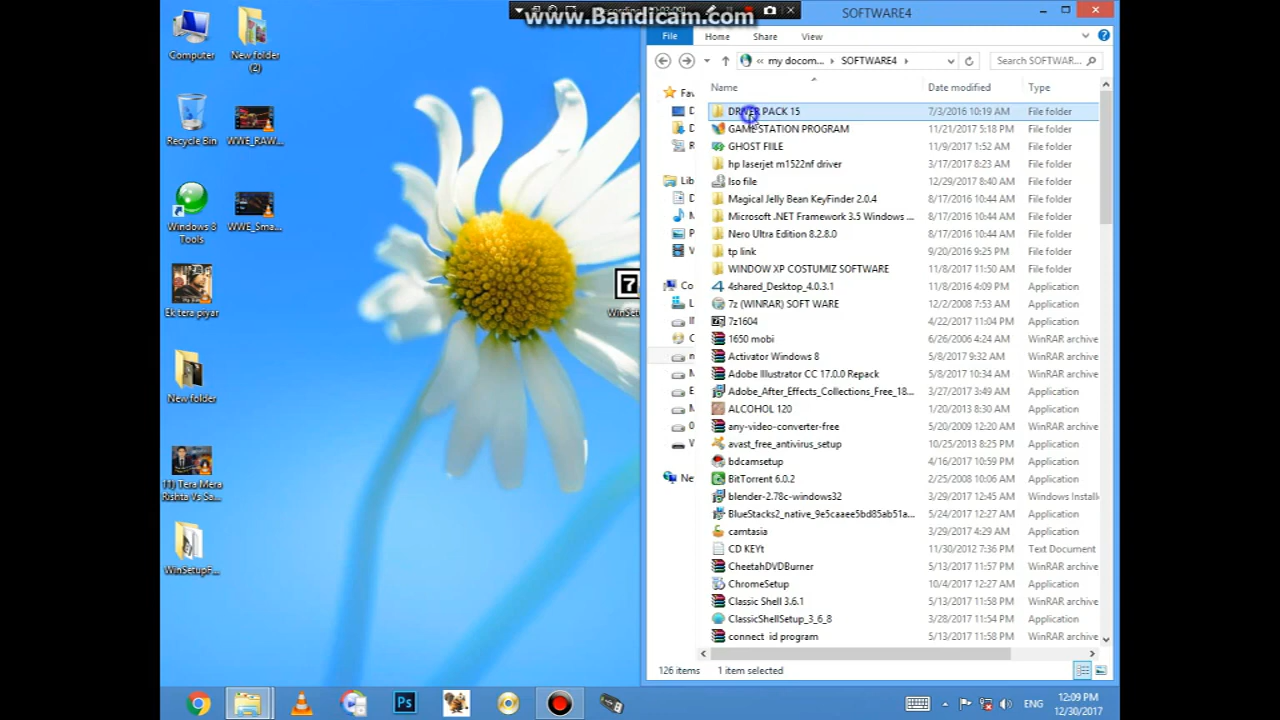 www.Bandicam.com
SOFTWARE4
File Home Share View
« my docom... SOFTWARE4
Search SOFTWAR...
Name Date modified Type
Fav
DRIVER PACK 15 7/3/2016 10:19 AM File folder
GAME STATION PROGRAM 11/21/2017 5:18 PM File folder
GHOST FIILE 11/9/2017 1:52 AM File folder
hp laserjet m1522nf driver 3/17/2017 8:23 AM File folder
Lib
Iso file 12/29/2017 8:40 AM File folder
Magical Jelly Bean KeyFinder 2.0.4 8/17/2016 10:44 AM File folder
Microsoft .NET Framework 3.5 Windows ... 8/17/2016 10:44 AM File folder
Nero Ultra Edition 8.2.8.0 8/17/2016 10:44 AM File folder
tp link 9/20/2016 9:25 PM File folder
WINDOW XP COSTUMIZ SOFTWARE 11/8/2017 11:50 AM File folder
Co
4shared_Desktop_4.0.3.1 11/8/2016 4:09 PM Application
7z (WINRAR) SOFT WARE 12/2/2008 7:53 AM Application
7z1604 4/22/2017 11:04 PM Application
1650 mobi 6/26/2006 4:24 AM WinRAR archive
Activator Windows 8 5/8/2017 9:32 AM WinRAR archive
Adobe Illustrator CC 17.0.0 Repack 5/8/2017 10:34 AM WinRAR archive
Adobe_After_Effects_Collections_Free_18... 3/27/2017 3:49 AM Application
ALCOHOL 120 1/20/2013 8:30 AM Application
any-video-converter-free 5/20/2009 12:20 AM WinRAR archive
avast_free_antivirus_setup 10/25/2013 8:25 PM Application
bdcamsetup 4/16/2017 10:59 PM Application
Ne
BitTorrent 6.0.2 2/25/2008 10:06 AM Application
blender-2.78c-windows32 3/29/2017 12:45 AM Windows Install
BlueStacks2_native_9e5caaee5bd85ab51a... 5/24/2017 12:27 AM Application
camtasia 3/29/2017 4:29 AM Application
CD KEYt 11/30/2012 7:36 PM Text Document
CheetahDVDBurner 5/13/2017 11:57 PM WinRAR archive
ChromeSetup 10/4/2017 12:27 AM Application
Classic Shell 3.6.1 5/13/2017 11:58 PM WinRAR archive
ClassicShellSetup_3_6_8 3/28/2017 11:54 PM Application
connect id program 5/13/2017 11:58 PM WinRAR archive
126 items 1 item selected
Computer
New folder (2)
Recycle Bin
WWE_RAW...
Windows 8 Tools
WWE_Sma...
Ek tera piyar
New folder
11) Tera Mera
Rishta Vs Sa...
WinSetupF...
7
WinSet
Ps
ENG
12:09 PM
12/30/2017